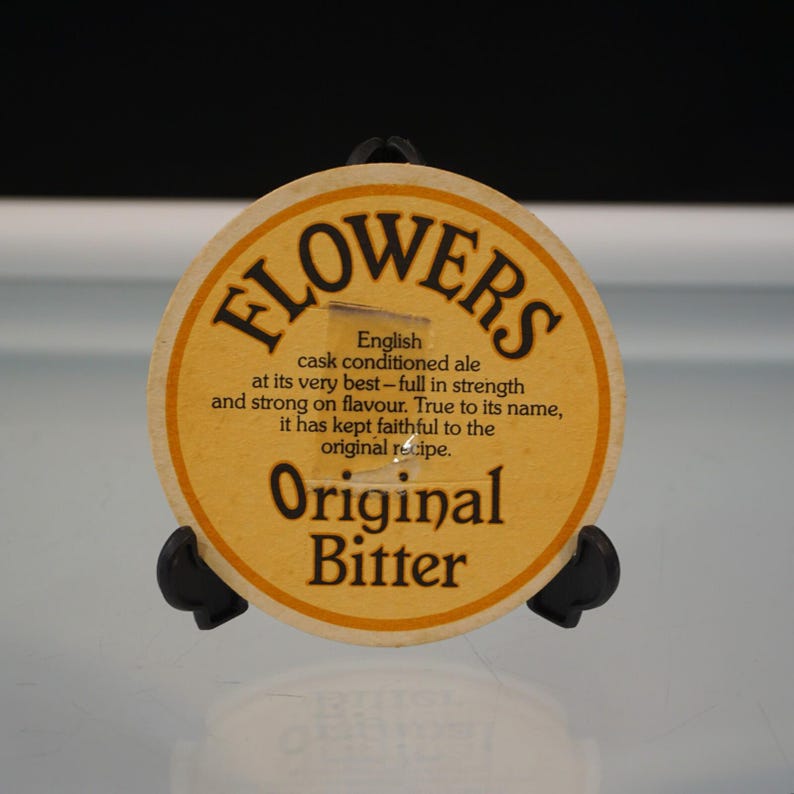 FLOWERS
English
cask conditioned ale
at its very best–full in strength
and strong on flavour. True to its name,
it has kept faithful to the
original recipe.
Original
Bitter